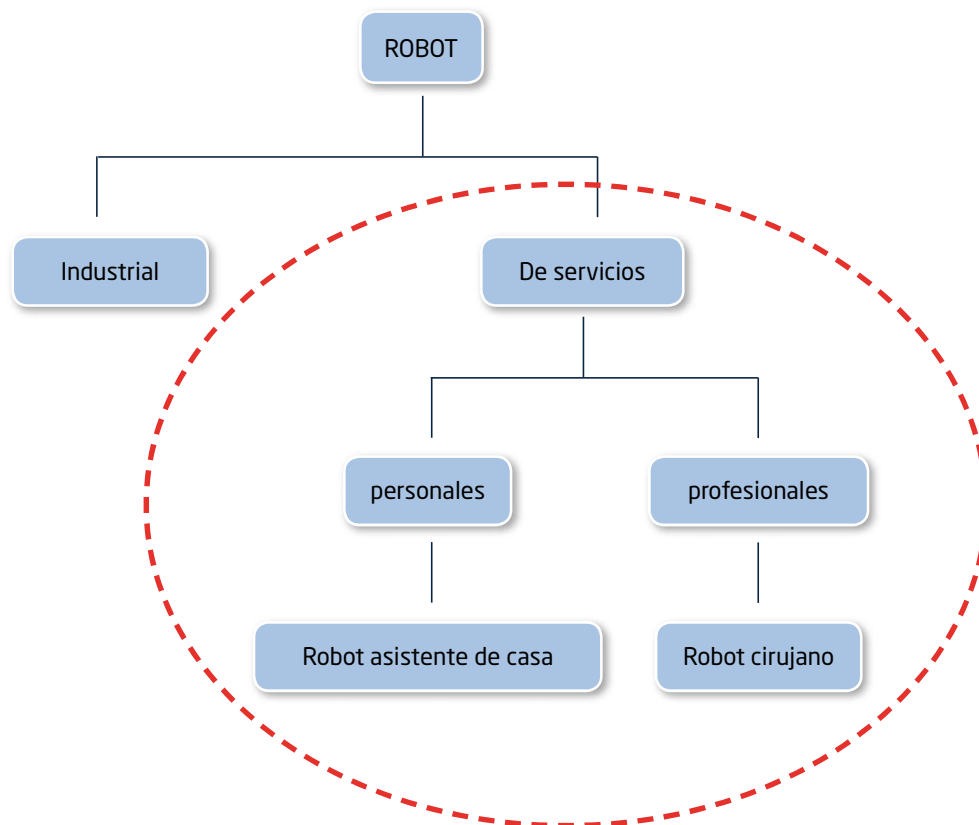 ROBOT
Industrial
De servicios
personales
profesionales
Robot asistente de casa
Robot cirujano